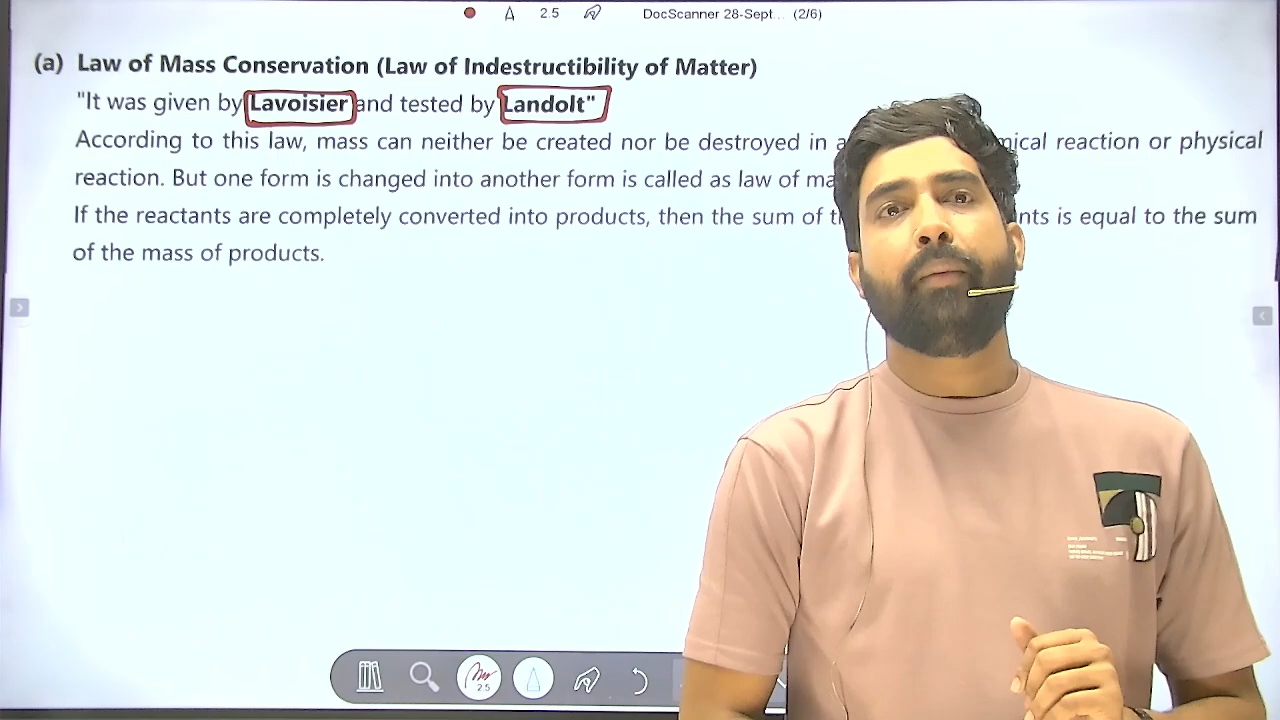 2.5 DocScanner 28-Sept... (2/6)
(a) Law of Mass Conservation (Law of Indestructibility of Matter)
"It was given by Lavoisier and tested by Landolt"
According to this law, mass can neither be created nor be destroyed in a reaction or physical
reaction. But one form is changed into another form is called as law of
If the reactants are completely converted into products, then the sum of is equal to the sum
of the mass of products.
2.5